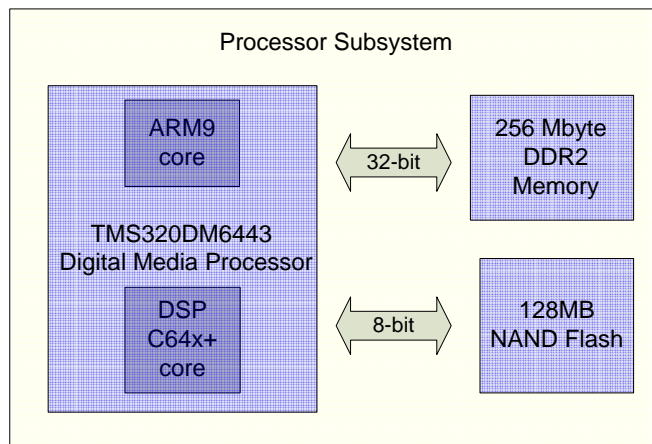 Processor Subsystem
ARM9
core
TMS320DM6443
Digital Media Processor
DSP
C64x+
core
32-bit
8-bit
256 Mbyte
DDR2
Memory
128MB
NAND Flash